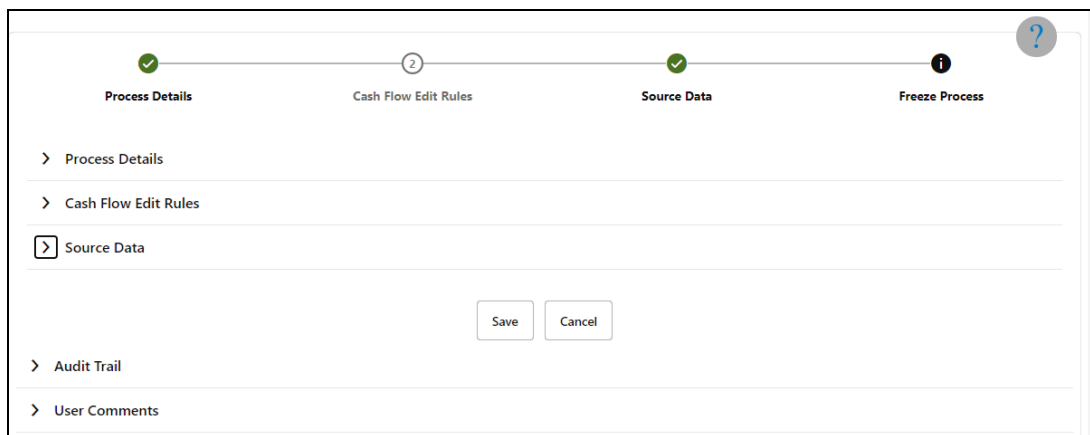 ?
2
i
Process Details
Cash Flow Edit Rules
Source Data
Freeze Process
Process Details
Cash Flow Edit Rules
Source Data
Save
Cancel
Audit Trail
User Comments